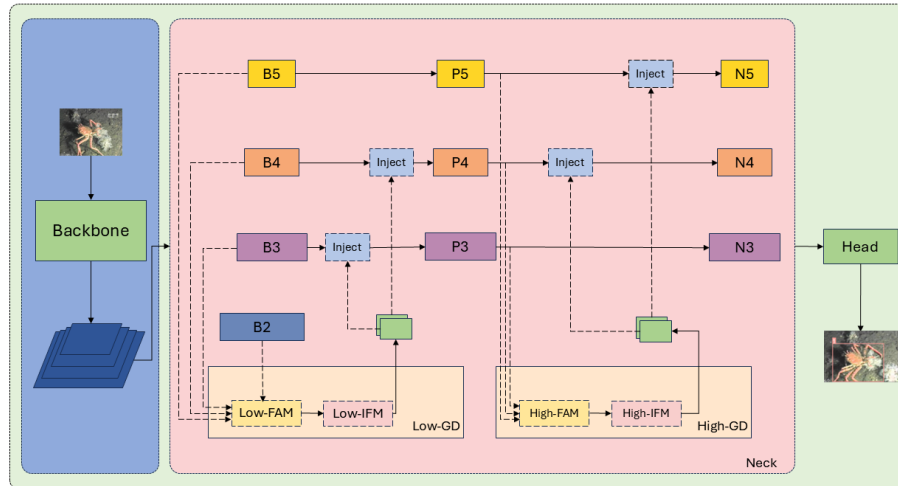 B5
P5
Inject
N5
B4
Inject
P4
Inject
N4
Backbone
B3
Inject
P3
N3
Head
B2
Low-FAM
Low-IFM
Low-GD
High-FAM
High-IFM
High-GD
Neck